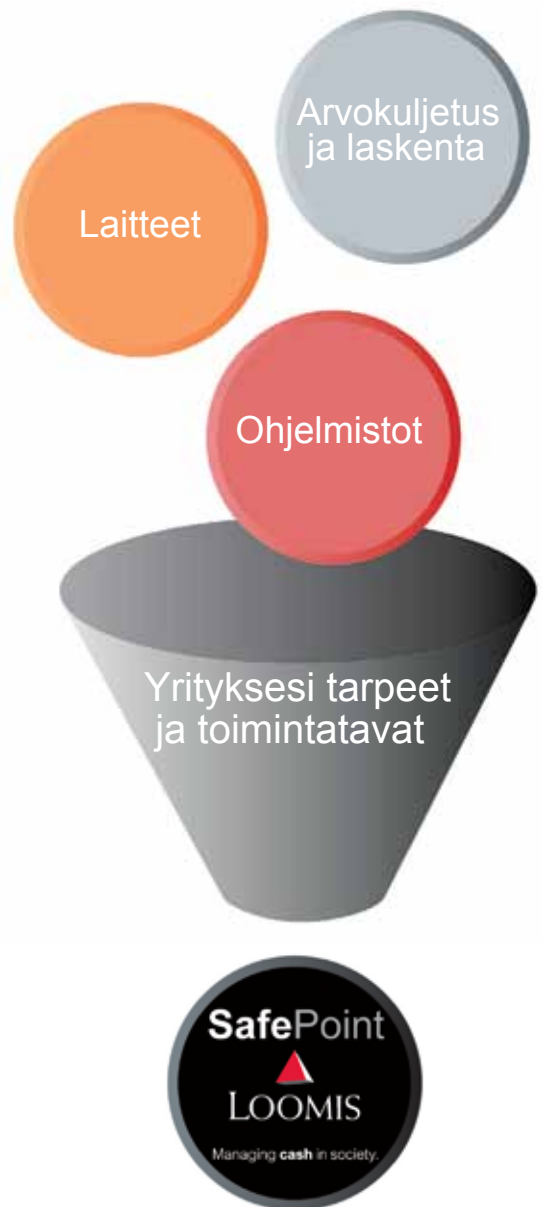 Arvokuljetus
ja laskenta
Laitteet
Ohjelmistot
Yrityksesi tarpeet
ja toimintatavat
SafePoint
LOOMIS
Managing cash in society.